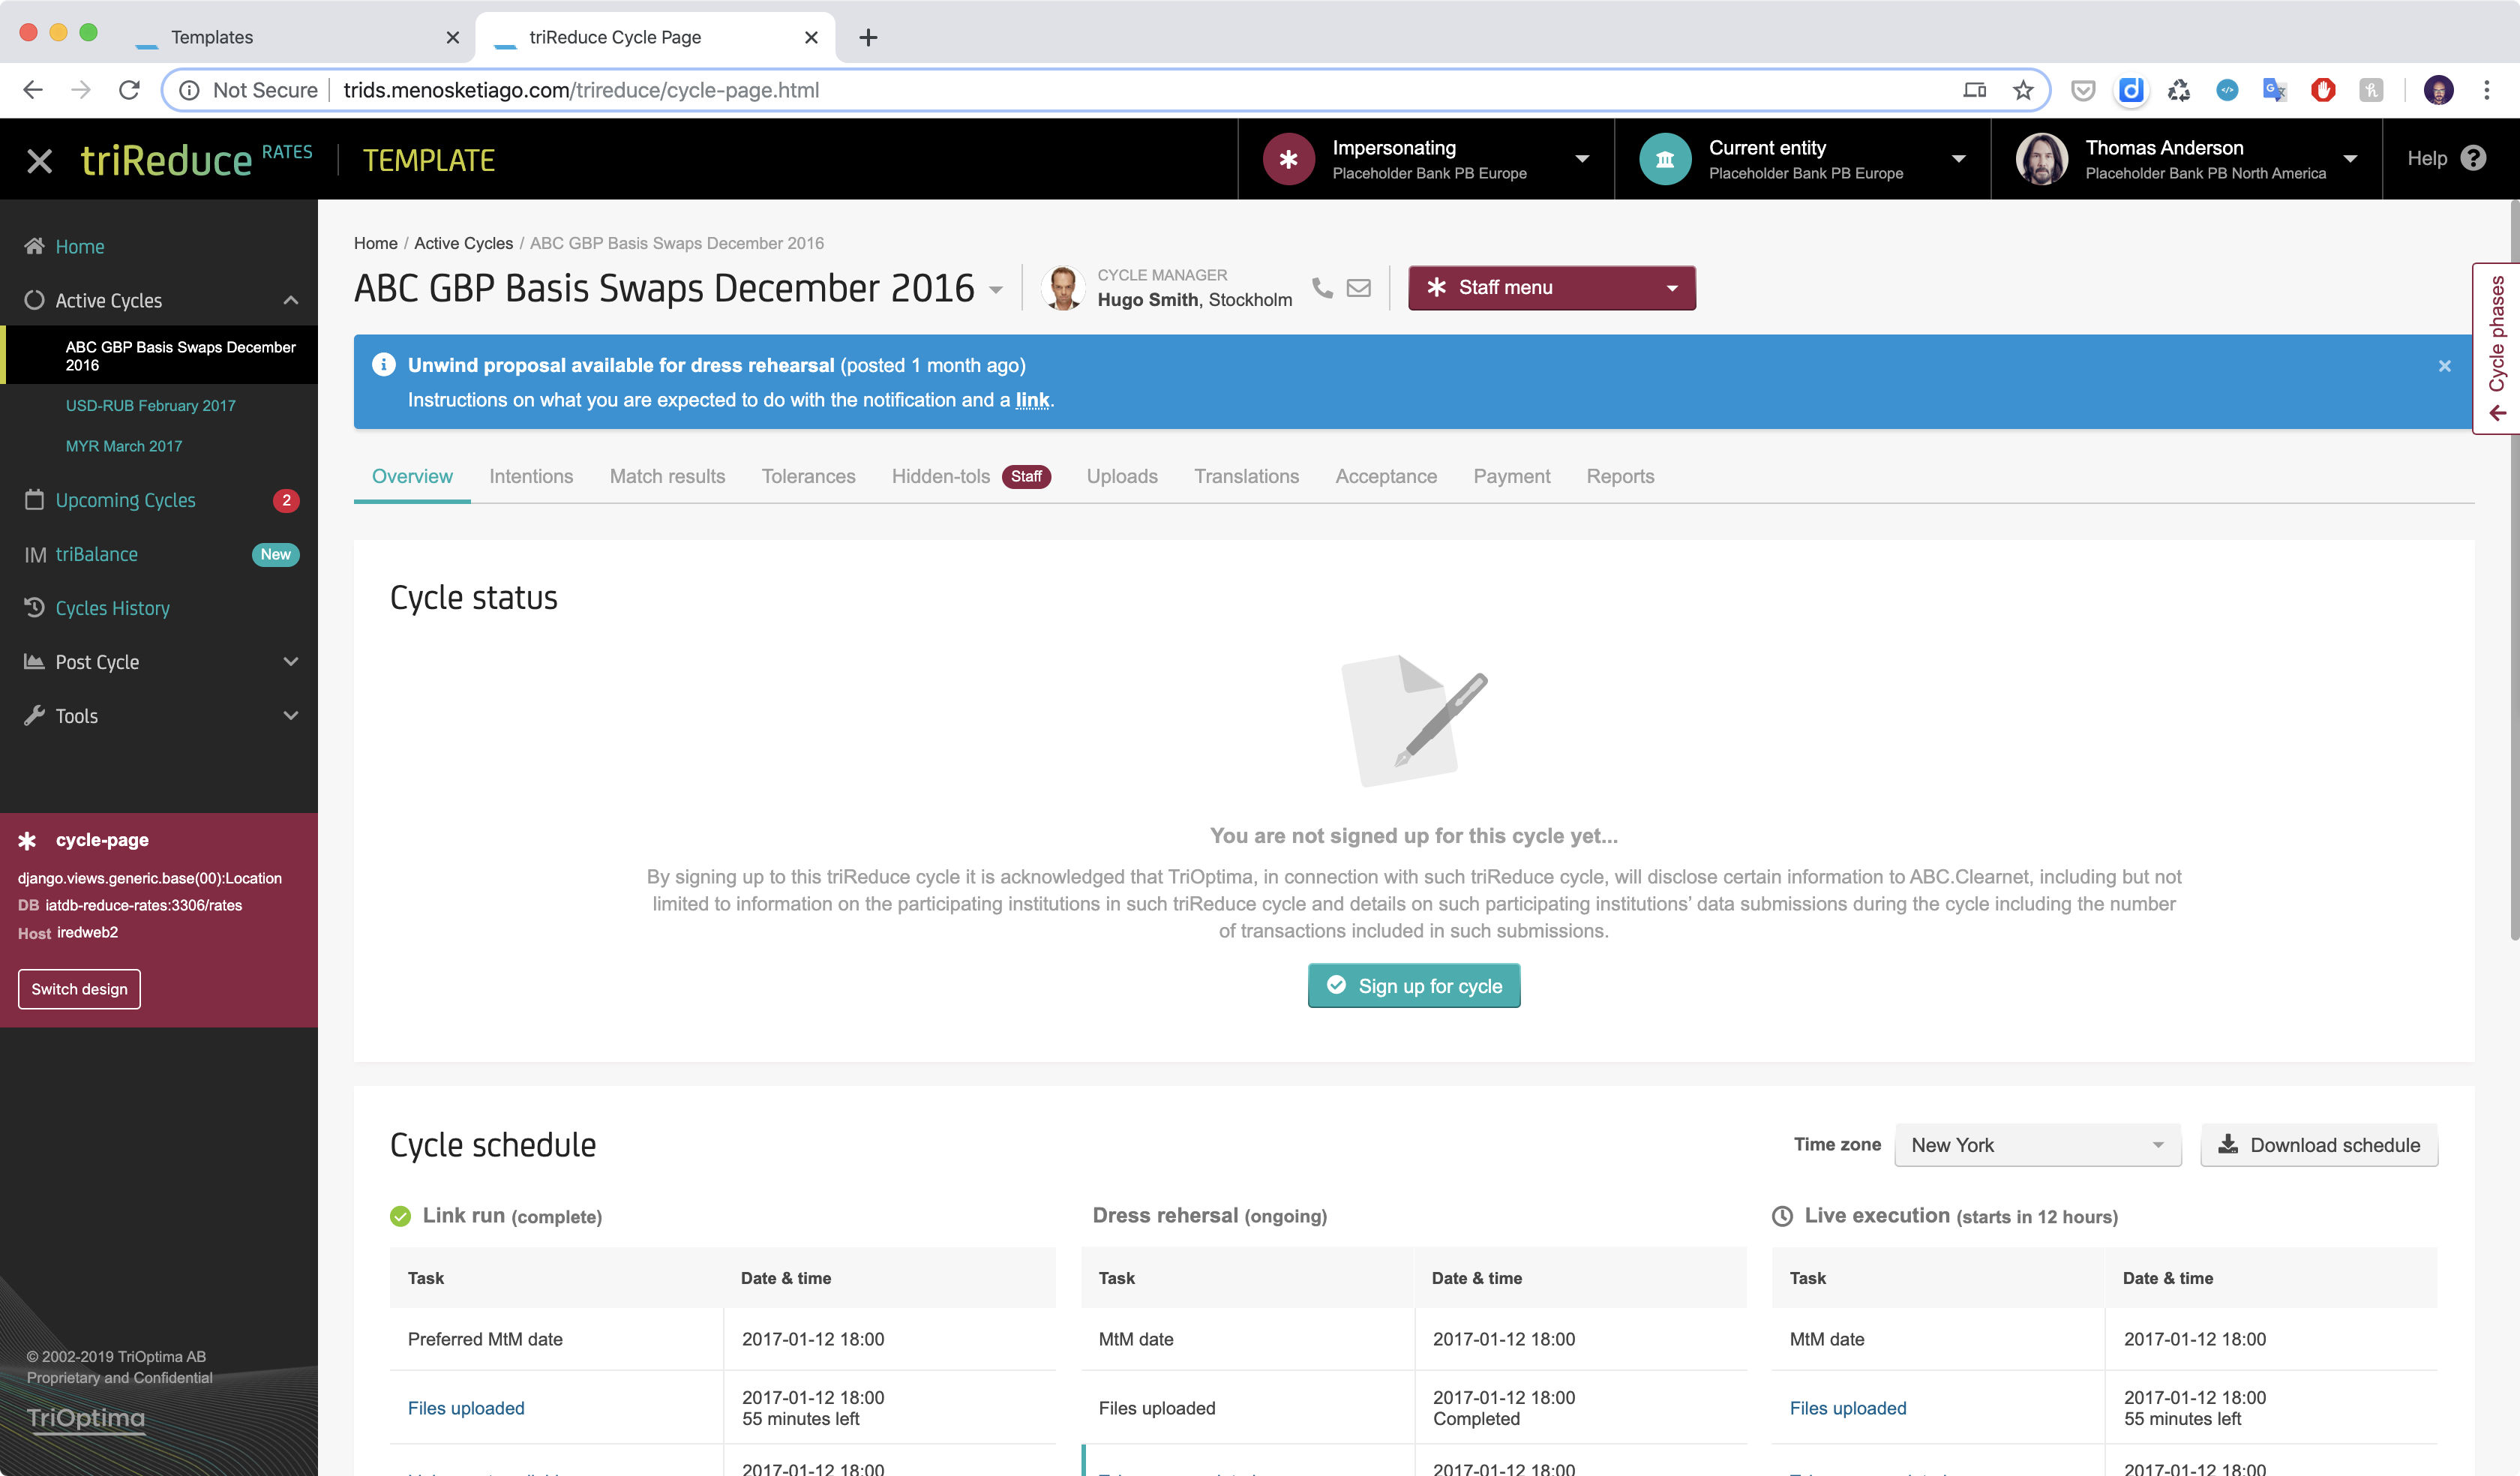 Templates
triReduce Cycle Page
Not Secure
trids.menosketiago.com/trireduce/cycle-page.html
triReduce RATES
TEMPLATE
Impersonating
Placeholder Bank PB Europe
Current entity
Placeholder Bank PB Europe
Thomas Anderson
Placeholder Bank PB North America
Help ?
Home
Active Cycles
ABC GBP Basis Swaps December
2016
USD-RUB February 2017
MYR March 2017
Upcoming Cycles 2
IM triBalance New
Cycles History
Post Cycle
Tools
cycle-page
django.views.generic.base(00):Location
DB iatdb-reduce-rates:3306/rates
Host iredweb2
Switch design
© 2002-2019 TriOptima AB
Proprietary and Confidential
TriOptima
Home / Active Cycles / ABC GBP Basis Swaps December 2016
ABC GBP Basis Swaps December 2016
CYCLE MANAGER
Hugo Smith, Stockholm
Staff menu
Cycle phases
Unwind proposal available for dress rehearsal (posted 1 month ago)
Instructions on what you are expected to do with the notification and a link.
Overview Intentions Match results Tolerances Hidden-tols Staff Uploads Translations Acceptance Payment Reports
Cycle status
You are not signed up for this cycle yet...
By signing up to this triReduce cycle it is acknowledged that TriOptima, in connection with such triReduce cycle, will disclose certain information to ABC.Clearnet, including but not
limited to information on the participating institutions in such triReduce cycle and details on such participating institutions' data submissions during the cycle including the number
of transactions included in such submissions.
Sign up for cycle
Cycle schedule
Time zone New York Download schedule
Link run (complete)
Task Date & time
Preferred MtM date 2017-01-12 18:00
Files uploaded 2017-01-12 18:00
55 minutes left
2017-01-12 18:00
Dress rehersal (ongoing)
Task Date & time
MtM date 2017-01-12 18:00
Files uploaded 2017-01-12 18:00
Completed
2017-01-12 18:00
Live execution (starts in 12 hours)
Task Date & time
MtM date 2017-01-12 18:00
Files uploaded 2017-01-12 18:00
55 minutes left
2017-01-12 18:00